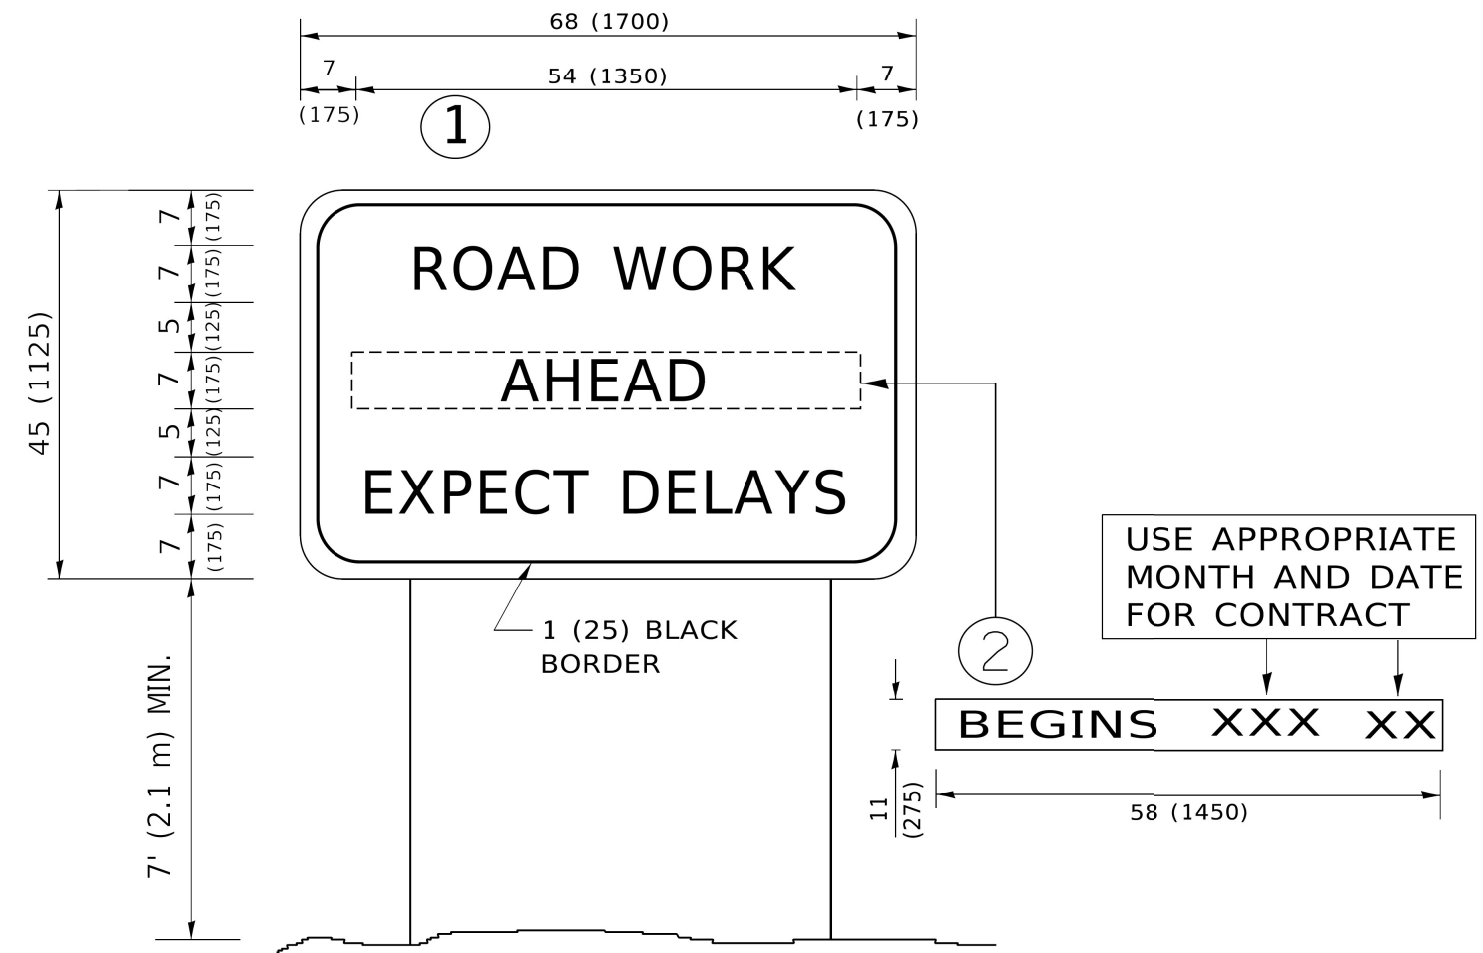 68 (1700)
7
54 (1350)
7
(175)
(175)
1
7
(175)
7
(175)
5
(125)
7
(175)
5
(125)
7
(175)
7
(175)
45 (1125)
ROAD WORK
AHEAD
EXPECT DELAYS
1 (25) BLACK
BORDER
7' (2.1 m) MIN.
2
USE APPROPRIATE
MONTH AND DATE
FOR CONTRACT
BEGINS XXX XX
11
(275)
58 (1450)